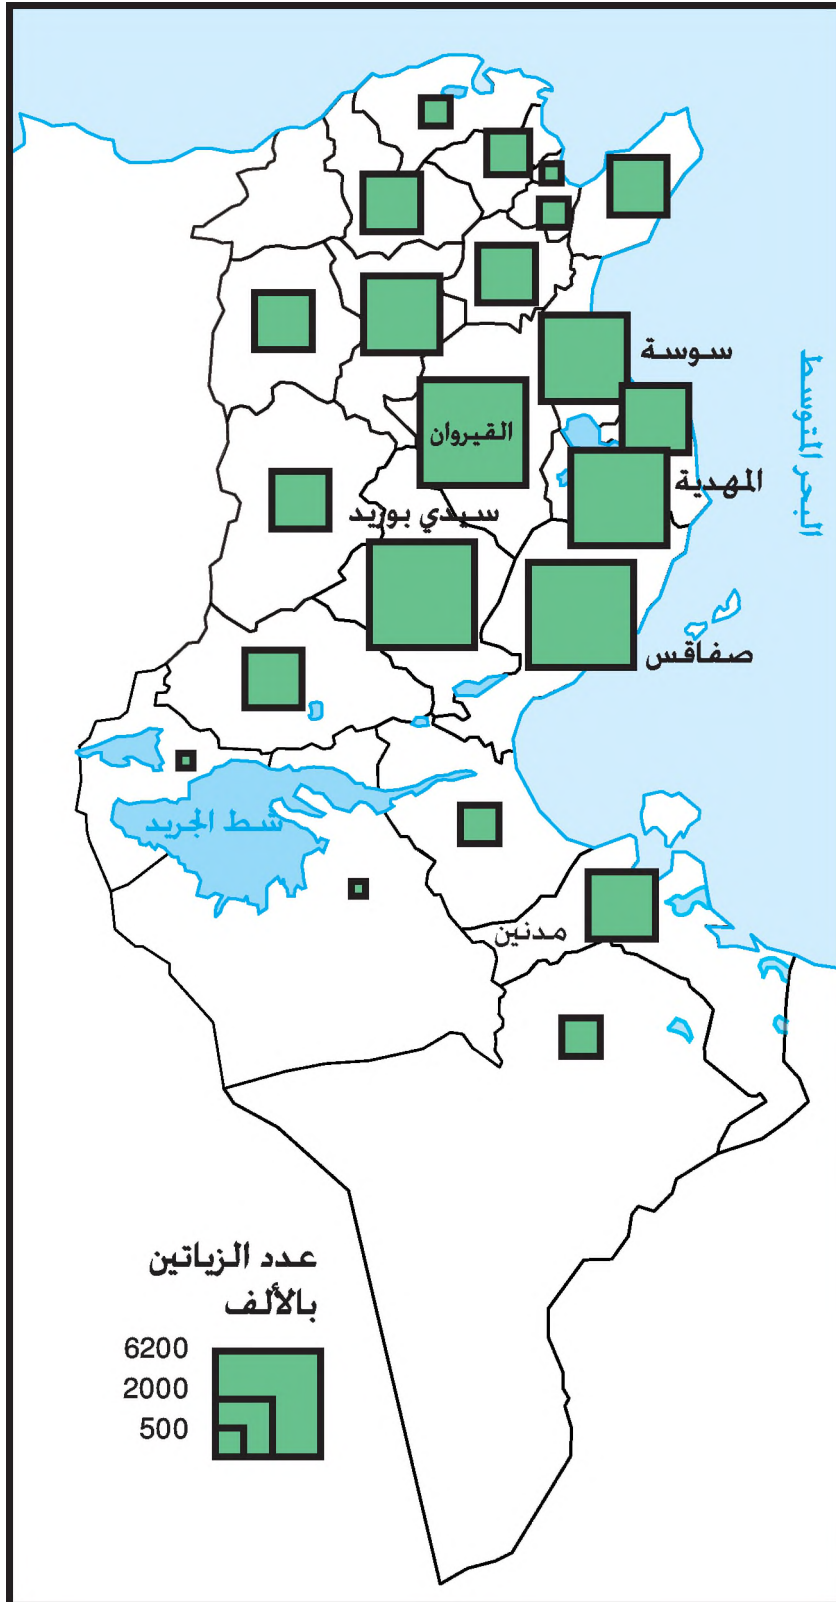 سوسة
البحر المتوسط
القيروان
المهدية
سيدي بوزيد
صفاقس
شط الجريد
مدنين
عدد الزياتين
بالألف
6200
2000
500